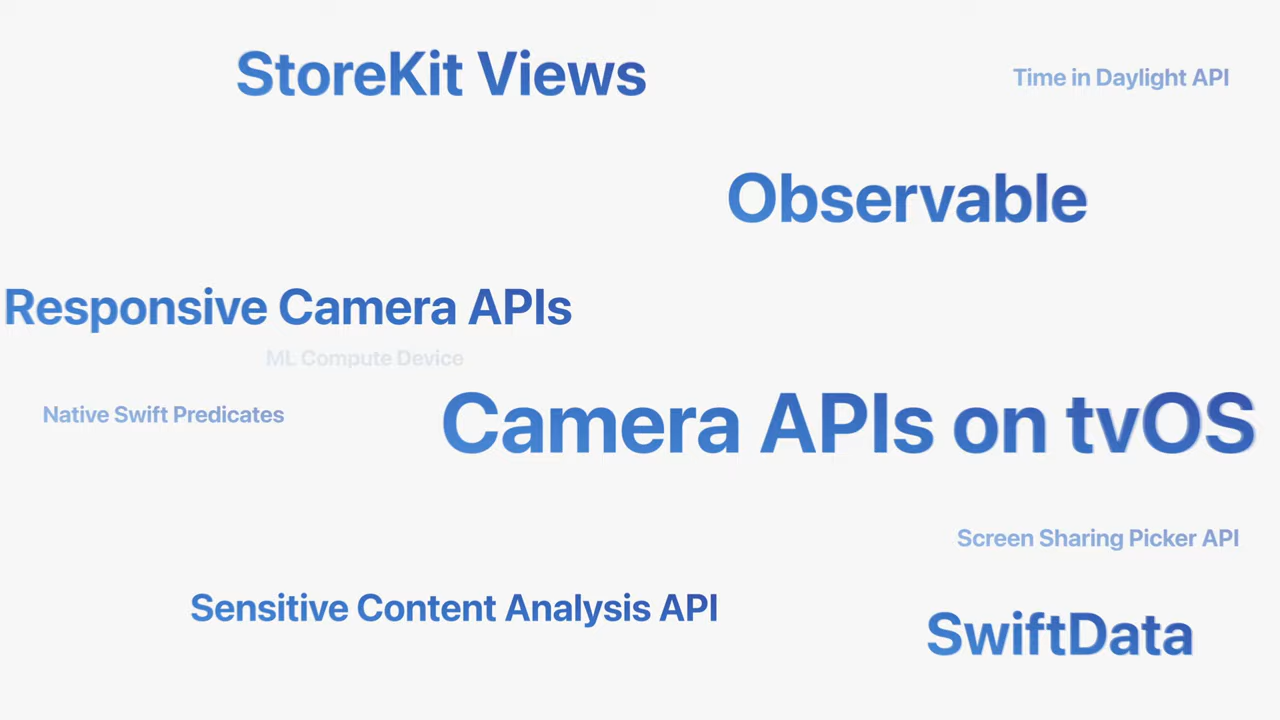 StoreKit Views
Time in Daylight API
Observable
Responsive Camera APIs
ML Compute Device
Native Swift Predicates
Camera APIs on tvOS
Screen Sharing Picker API
Sensitive Content Analysis API
SwiftData